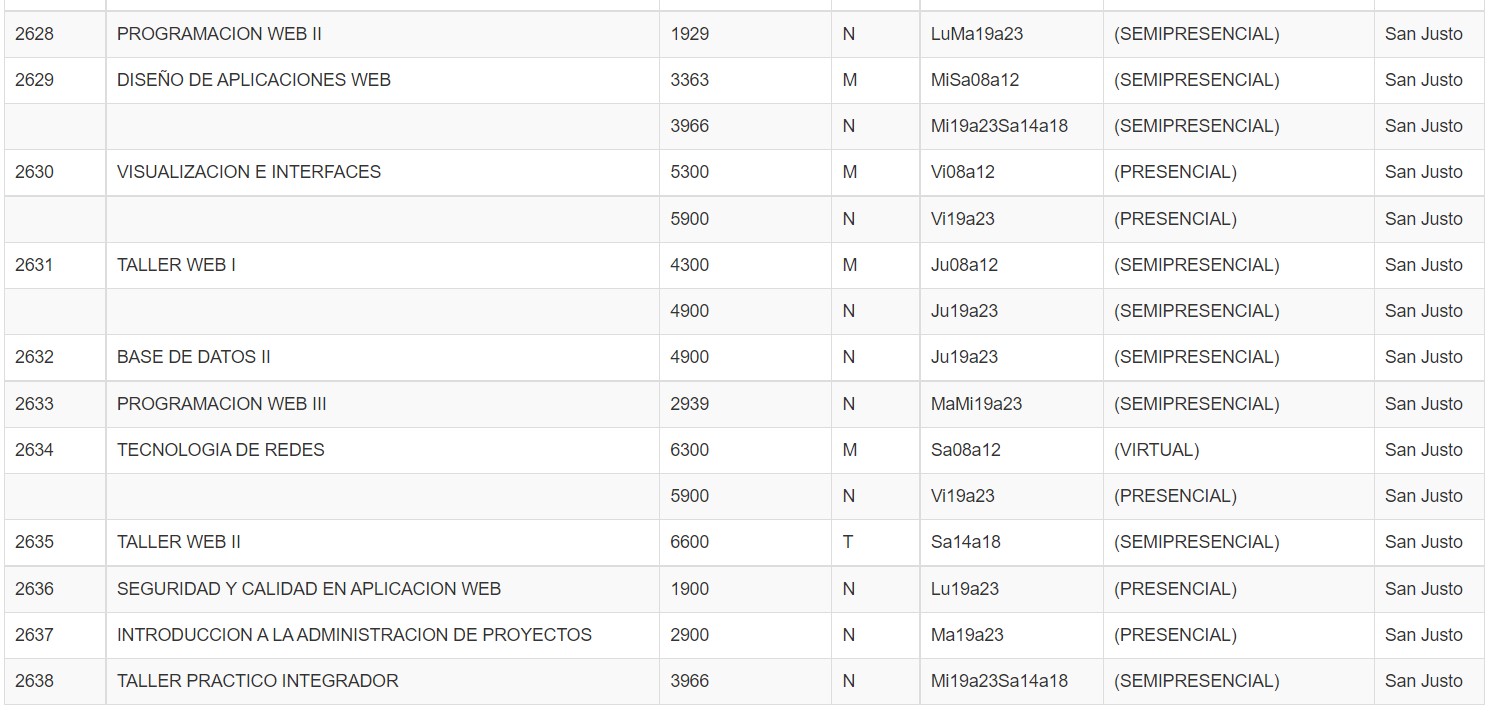 2628 PROGRAMACION WEB II 1929 N LuMa19a23 (SEMIPRESENCIAL) San Justo
2629 DISEÑO DE APLICACIONES WEB 3363 M MiSa08a12 (SEMIPRESENCIAL) San Justo
3966 N Mi19a23Sa14a18 (SEMIPRESENCIAL) San Justo
2630 VISUALIZACION E INTERFACES 5300 M Vi08a12 (PRESENCIAL) San Justo
5900 N Vi19a23 (PRESENCIAL) San Justo
2631 TALLER WEB I 4300 M Ju08a12 (SEMIPRESENCIAL) San Justo
4900 N Ju19a23 (SEMIPRESENCIAL) San Justo
2632 BASE DE DATOS II 4900 N Ju19a23 (SEMIPRESENCIAL) San Justo
2633 PROGRAMACION WEB III 2939 N MaMi19a23 (SEMIPRESENCIAL) San Justo
2634 TECNOLOGIA DE REDES 6300 M Sa08a12 (VIRTUAL) San Justo
5900 N Vi19a23 (PRESENCIAL) San Justo
2635 TALLER WEB II 6600 T Sa14a18 (SEMIPRESENCIAL) San Justo
2636 SEGURIDAD Y CALIDAD EN APLICACION WEB 1900 N Lu19a23 (PRESENCIAL) San Justo
2637 INTRODUCCION A LA ADMINISTRACION DE PROYECTOS 2900 N Ma19a23 (PRESENCIAL) San Justo
2638 TALLER PRACTICO INTEGRADOR 3966 N Mi19a23Sa14a18 (SEMIPRESENCIAL) San Justo